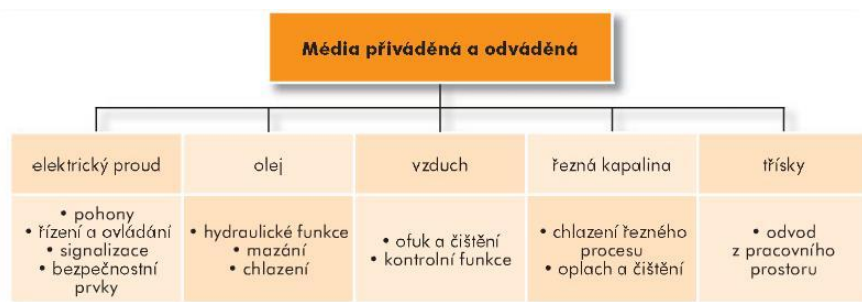 Média přiváděná a odváděná
elektrický proud
olej
vzduch
řezná kapalina
třísky
• pohony
• řízení a ovládání
• signalizace
• bezpečnostní
prvky
• hydraulické funkce
• mazání
• chlazení
• ofuk a čištění
• kontrolní funkce
• chlazení řezného
procesu
• oplach a čištění
• odvod
z pracovního
prostoru